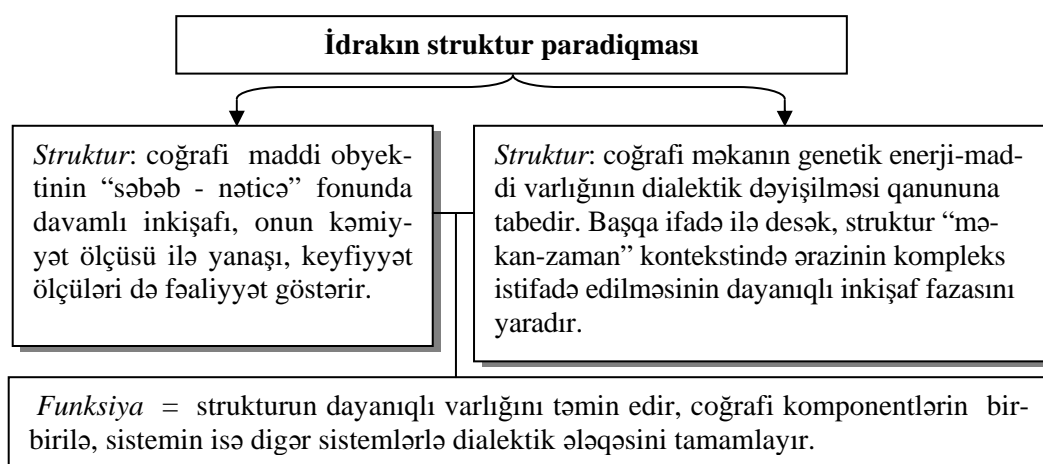 İdrakın struktur paradiqması
Struktur: coğrafi maddi obyek-
tinin “səbəb - nəticə” fonunda
davamlı inkişafı, onun kəmiy-
yət ölçüsü ilə yanaşı, keyfiyyət
ölçüləri də fəaliyyət göstərir.
Struktur: coğrafi məkanın genetik enerji-mad-
di varlığının dialektik dəyişilməsi qanununa
tabedir. Başqa ifadə ilə desək, struktur “mə-
kan-zaman” kontekstində ərazinin kompleks
istifadə edilməsinin dayanıqlı inkişaf fazasını
yaradır.
Funksiya = strukturun dayanıqlı varlığını təmin edir, coğrafi komponentlərin bir-
birilə, sistemin isə digər sistemlərlə dialektik ələqəsini tamamlayır.